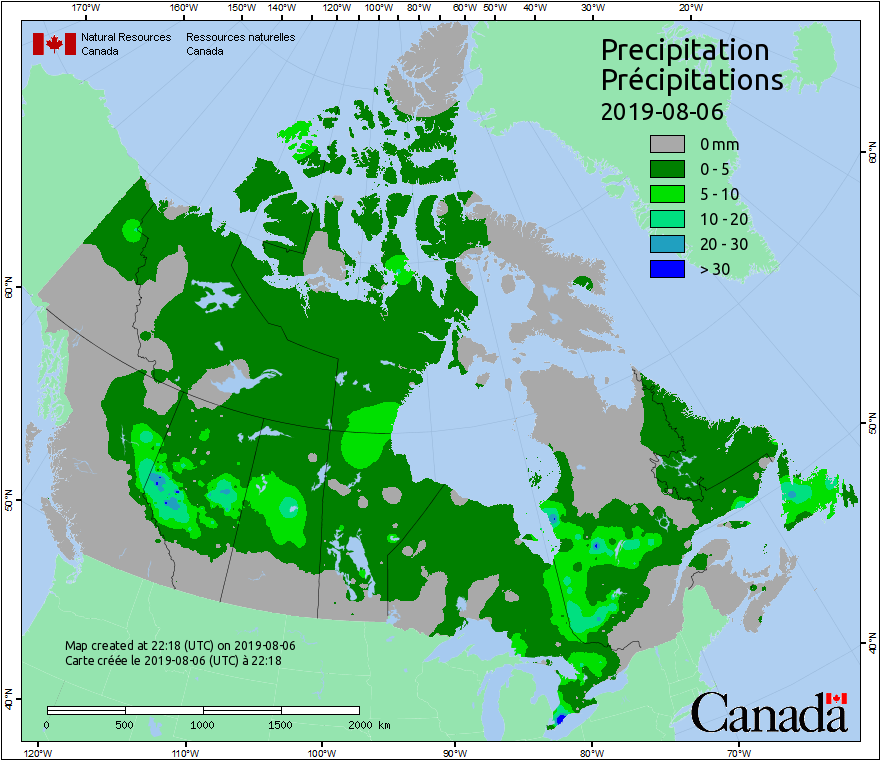 170°W 160°W 150°W 140°W 130°W 120°W 110°W 100°W 90°W 80°W 70°W 60°W 50°W 40°W 30°W 20°W
Natural Resources Canada
Ressources naturelles Canada
Precipitation
Précipitations
2019-08-06
0 mm
0 - 5
5 - 10
10 - 20
20 - 30
> 30
60°N
50°N
40°N
60°N
50°N
40°N
Map created at 22:18 (UTC) on 2019-08-06
Carte créée le 2019-08-06 (UTC) à 22:18
0 500 1000 1500 2000 km
Canada
120°W 110°W 100°W 90°W 80°W 70°W